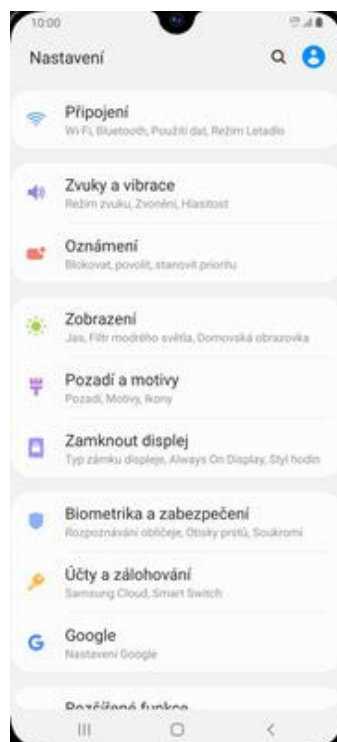 10:00
Nastavení
Připojení
Wi-Fi, Bluetooth, Použití dat, Režim Letadlo
Zvuky a vibrace
Režim zvuku, Zvonění, Hlasitost
Oznámení
Blokovat, povolit, stanovit prioritu
Zobrazení
Jas, Filtr modrého světla, Domovská obrazovka
Pozadí a motivy
Pozadí, Motivy, Ikony
Zamknout displej
Typ zámku displeje, Always On Display, Styl hodin
Biometrika a zabezpečení
Rozpoznávání obličeje, Otisky prstů, Soukromí
Účty a zálohování
Samsung Cloud, Smart Switch
Google
Nastavení Google
Rozšířené funkce